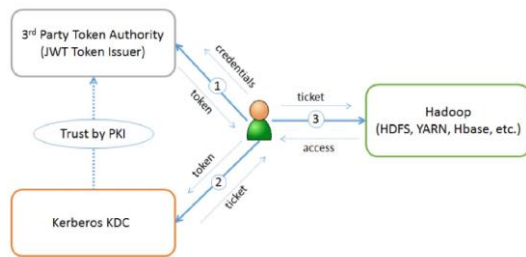 3rd Party Token Authority
(JWT Token Issuer)
credentials
1
token
ticket
3
access
Hadoop
(HDFS, YARN, Hbase, etc.)
Trust by PKI
token
2
ticket
Kerberos KDC